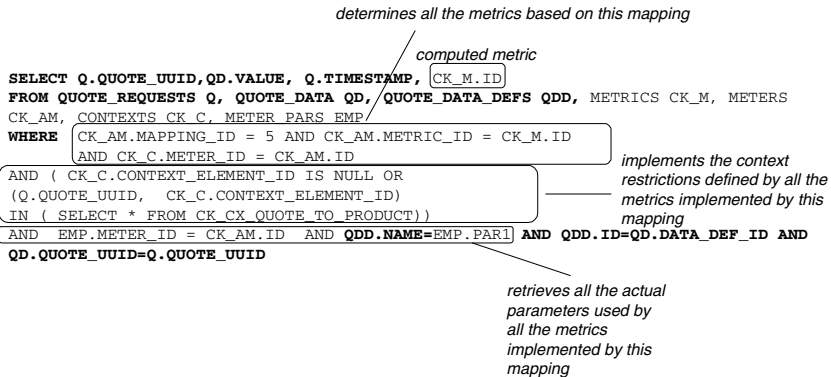 determines all the metrics based on this mapping
computed metric
SELECT Q.QUOTE_UUID,QD.VALUE, Q.TIMESTAMP, CK_M.ID
FROM QUOTE_REQUESTS Q, QUOTE_DATA QD, QUOTE_DATA_DEFS QDD, METRICS CK_M, METERS
CK_AM, CONTEXTS CK_C, METER_PARS EMP
WHERE CK_AM.MAPPING_ID = 5 AND CK_AM.METRIC_ID = CK_M.ID
AND CK_C.METER_ID = CK_AM.ID
AND ( CK_C.CONTEXT_ELEMENT_ID IS NULL OR
(Q.QUOTE_UUID, CK_C.CONTEXT_ELEMENT_ID)
IN ( SELECT * FROM CK_CX_QUOTE_TO_PRODUCT))
AND EMP.METER_ID = CK_AM.ID AND QDD.NAME=EMP.PAR1 AND QDD.ID=QD.DATA_DEF_ID AND
QD.QUOTE_UUID=Q.QUOTE_UUID
implements the context
restrictions defined by all the
metrics implemented by this
mapping
retrieves all the actual
parameters used by
all the metrics
implemented by this
mapping